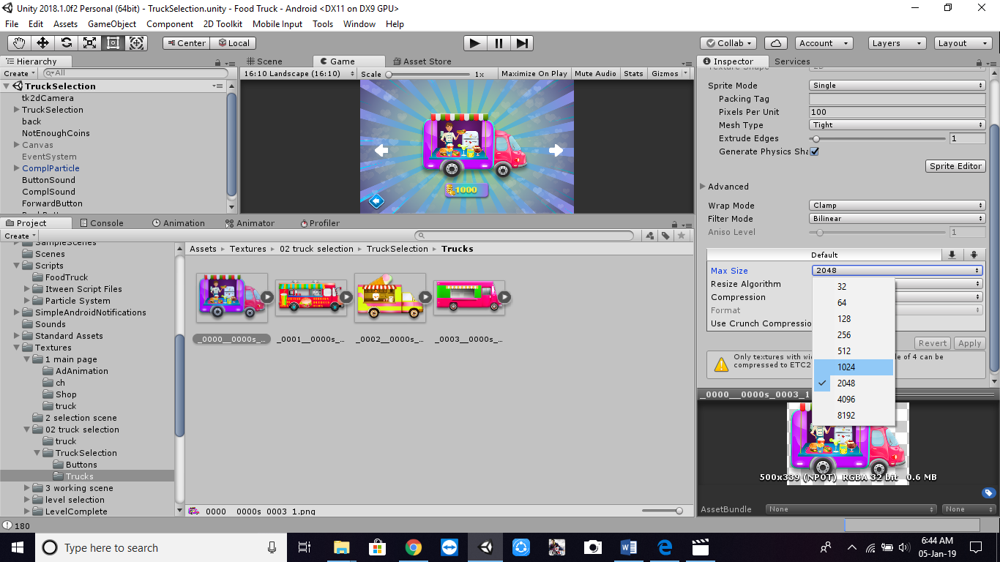 Unity 2018.1.0f2 Personal (64bit) - TruckSelection.unity - Food Truck - Android <DX11 on DX9 GPU>
File Edit Assets GameObject Component 2D Toolkit Mobile Input Tools Window Help
Center Local Collab Account Layers Layout
Hierarchy
Create All
TruckSelection
tk2dCamera
TruckSelection
back
NotEnoughCoins
Canvas
EventSystem
ComplParticle
ButtonSound
ComplSound
ForwardButton
Scene Game Asset Store
16:10 Landscape (16:10) Scale 1x Maximize On Play Mute Audio Stats Gizmos
1000
Project Console Animation Animator Profiler
Create
SampleScenes
Scenes
Scripts
FoodTruck
Itween Script Files
Particle System
SimpleAndroidNotifications
Sounds
Standard Assets
Textures
1 main page
AdAnimation
ch
Shop
truck
2 selection scene
02 truck selection
truck
TruckSelection
Buttons
Trucks
3 working scene
level selection
LevelComplete
Assets Textures 02 truck selection TruckSelection Trucks
_0000__0000s_... _0001__0000s_... _0002__0000s_... _0003__0000s_...
_0000__0000s_0003_1.png
Inspector Services
Texture Shape 2D
Sprite Mode Single
Packing Tag
Pixels Per Unit 100
Mesh Type Tight
Extrude Edges 1
Generate Physics Sha
Sprite Editor
Advanced
Wrap Mode Clamp
Filter Mode Bilinear
Aniso Level 1
Default
Max Size 2048
Resize Algorithm
Compression
Format
Use Crunch Compressio
32
64
128
256
512
1024
2048
4096
8192
Revert Apply
Only textures with wi
le of 4 can be
compressed to ETC2
_0000__0000s_0003_1
500x339 (NPOT) RGBA 32 bit 0.6 MB
AssetBundle None None
180
Type here to search
6:44 AM
05-Jan-19